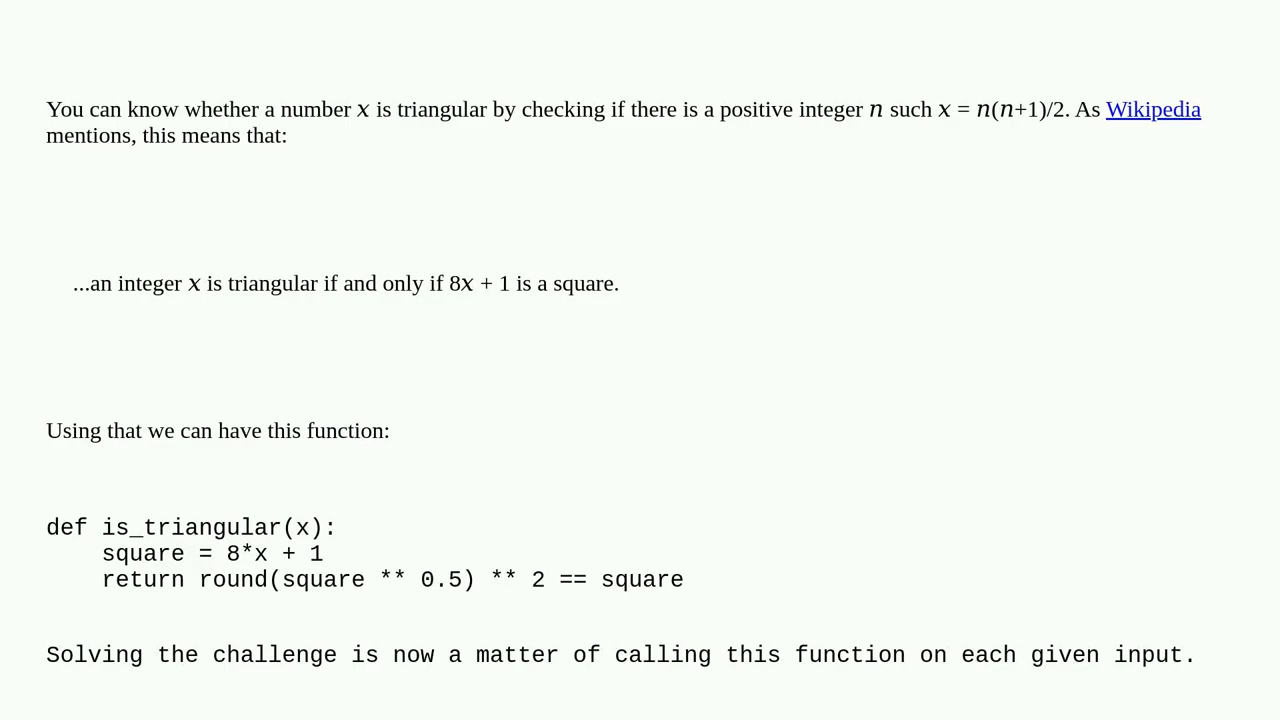 You can know whether a number x is triangular by checking if there is a positive integer n such x = n(n+1)/2. As Wikipedia
mentions, this means that:
...an integer x is triangular if and only if 8x + 1 is a square.
Using that we can have this function:
def is_triangular(x):
    square = 8*x + 1
    return round(square ** 0.5) ** 2 == square
Solving the challenge is now a matter of calling this function on each given input.